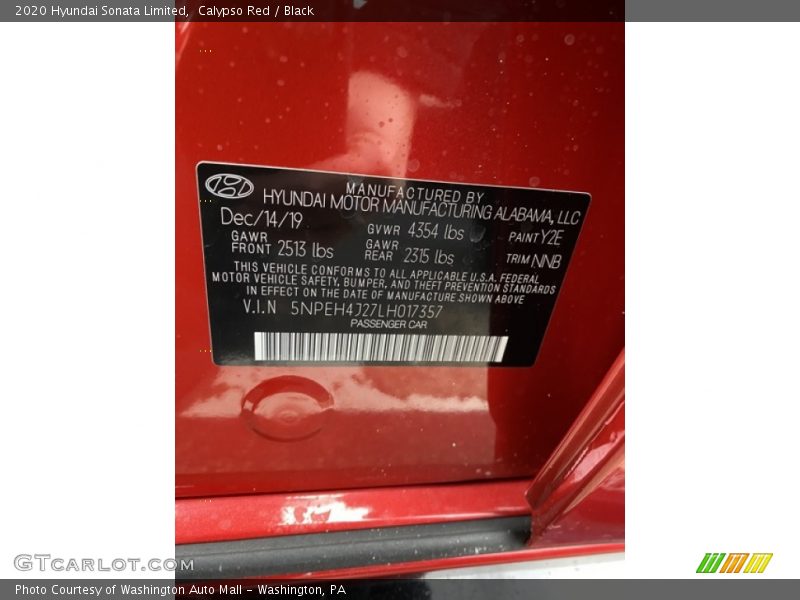 2020 Hyundai Sonata Limited, Calypso Red / Black
MANUFACTURED BY
HYUNDAI MOTOR MANUFACTURING ALABAMA, LLC
Dec/14/19 GVWR 4354 lbs PAINT Y2E
GAWR FRONT 2513 lbs GAWR REAR 2315 lbs TRIM NNB
THIS VEHICLE CONFORMS TO ALL APPLICABLE U.S.A. FEDERAL
MOTOR VEHICLE SAFETY, BUMPER, AND THEFT PREVENTION STANDARDS
IN EFFECT ON THE DATE OF MANUFACTURE SHOWN ABOVE
V.I.N 5NPEH4J27LH017357
PASSENGER CAR
GTCARLOT.COM
Photo Courtesy of Washington Auto Mall - Washington, PA